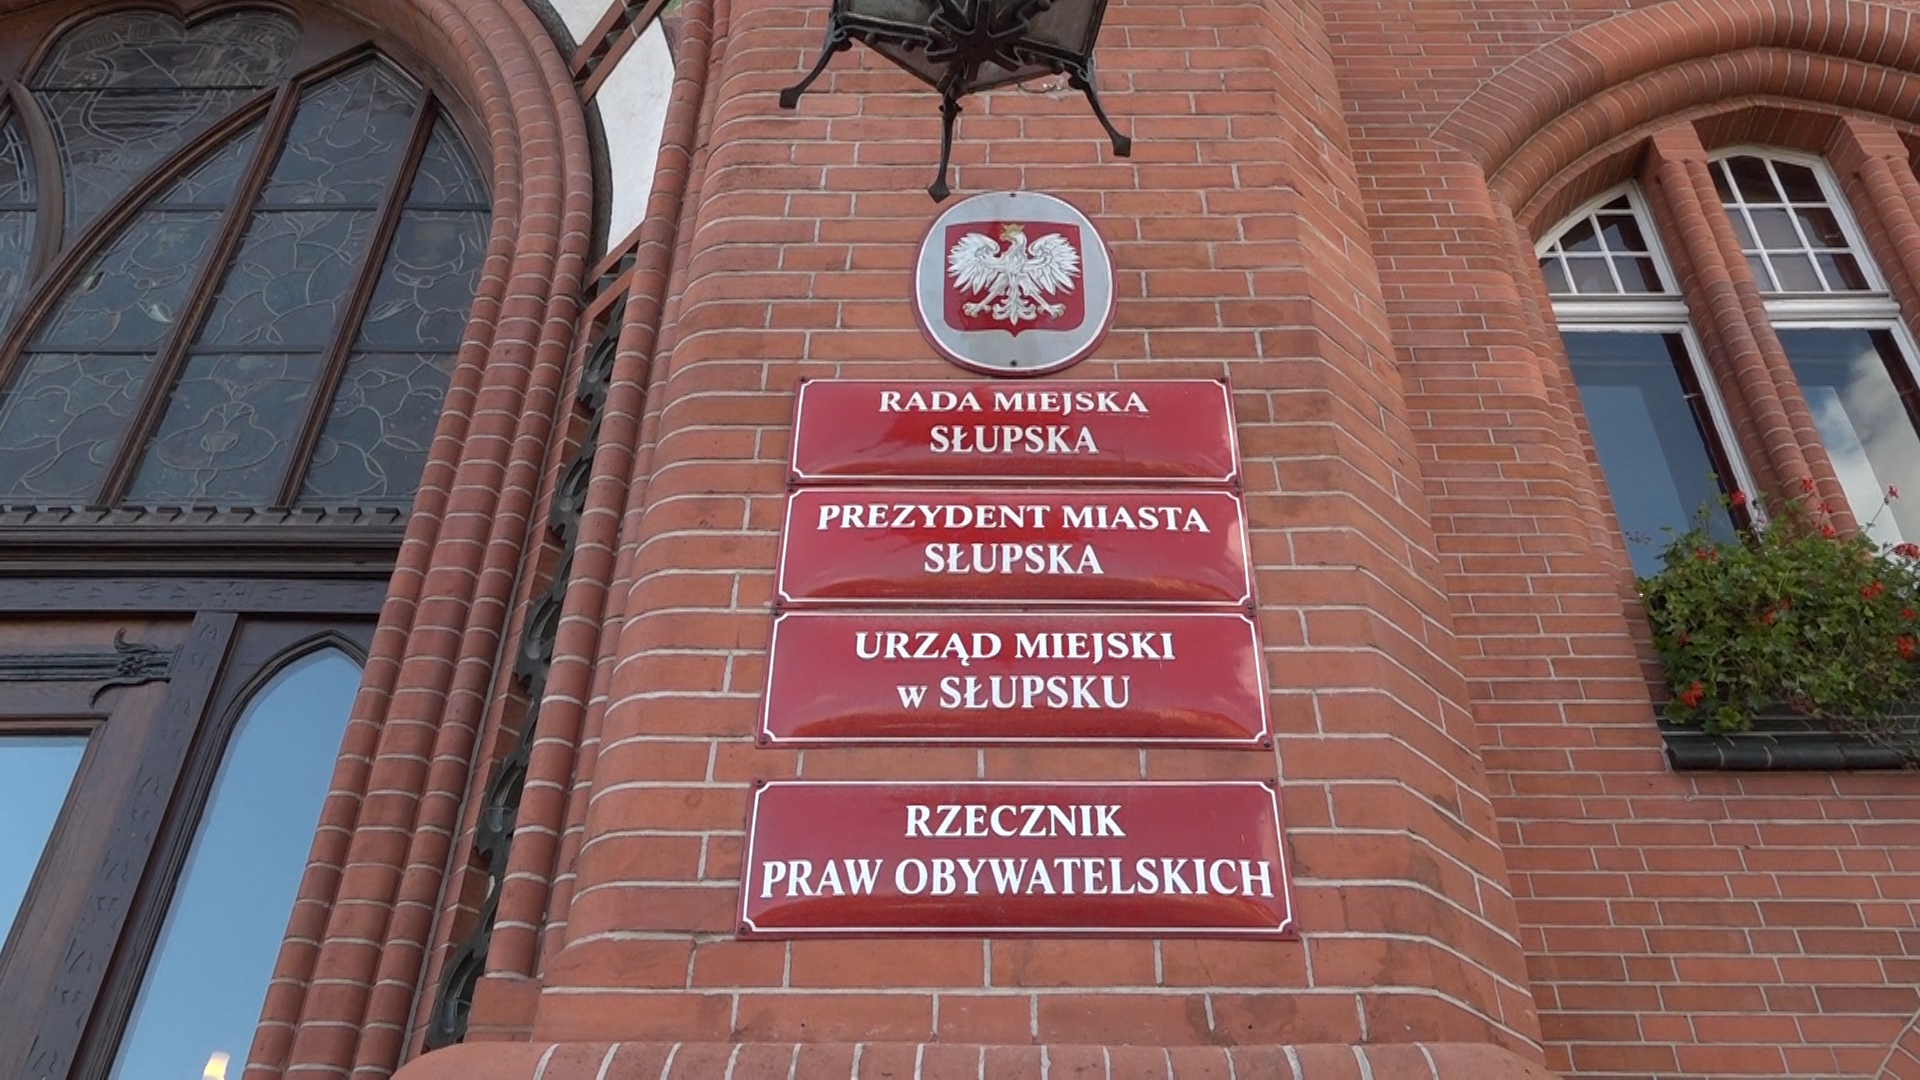 RADA MIEJSKA
SŁUPSKA
PREZYDENT MIASTA
SŁUPSKA
URZĄD MIEJSKI
w SŁUPSKU
RZECZNIK
PRAW OBYWATELSKICH